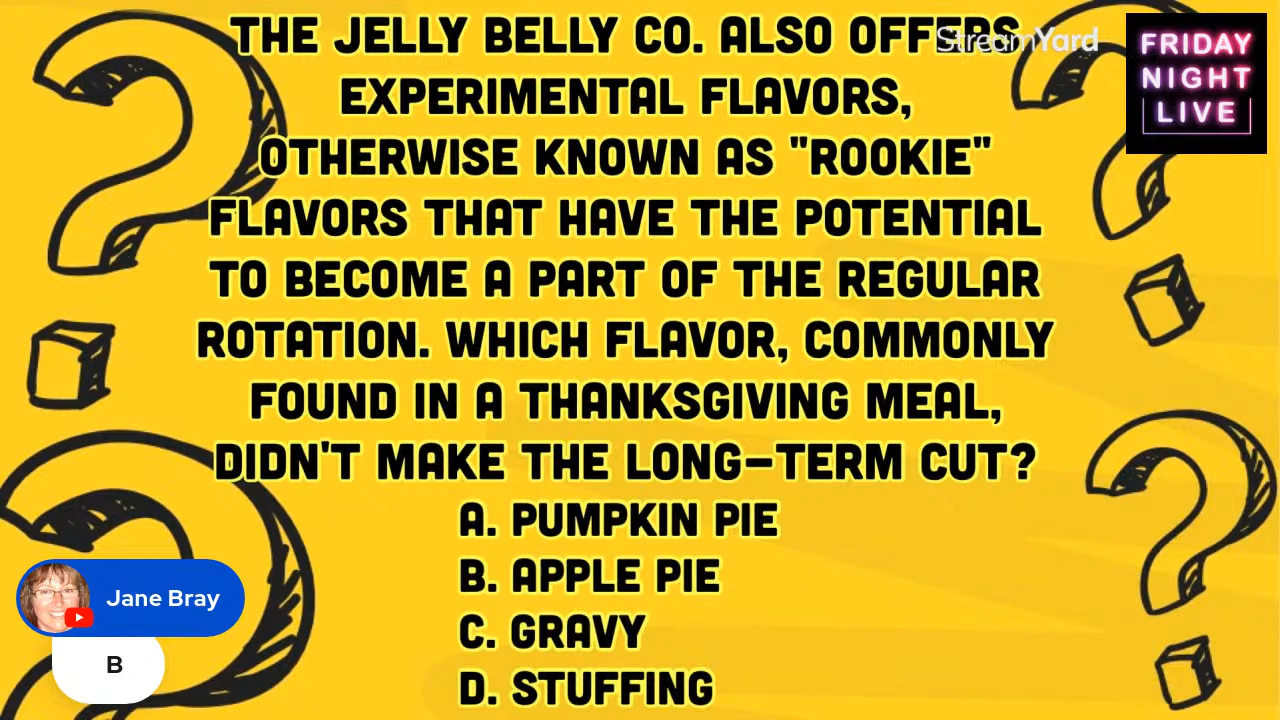 THE JELLY BELLY CO. ALSO OFFERS
EXPERIMENTAL FLAVORS,
OTHERWISE KNOWN AS "ROOKIE"
FLAVORS THAT HAVE THE POTENTIAL
TO BECOME A PART OF THE REGULAR
ROTATION. WHICH FLAVOR, COMMONLY
FOUND IN A THANKSGIVING MEAL,
DIDN'T MAKE THE LONG-TERM CUT?
A. PUMPKIN PIE
B. APPLE PIE
C. GRAVY
D. STUFFING
StreamYard
FRIDAY
NIGHT
LIVE
Jane Bray
B